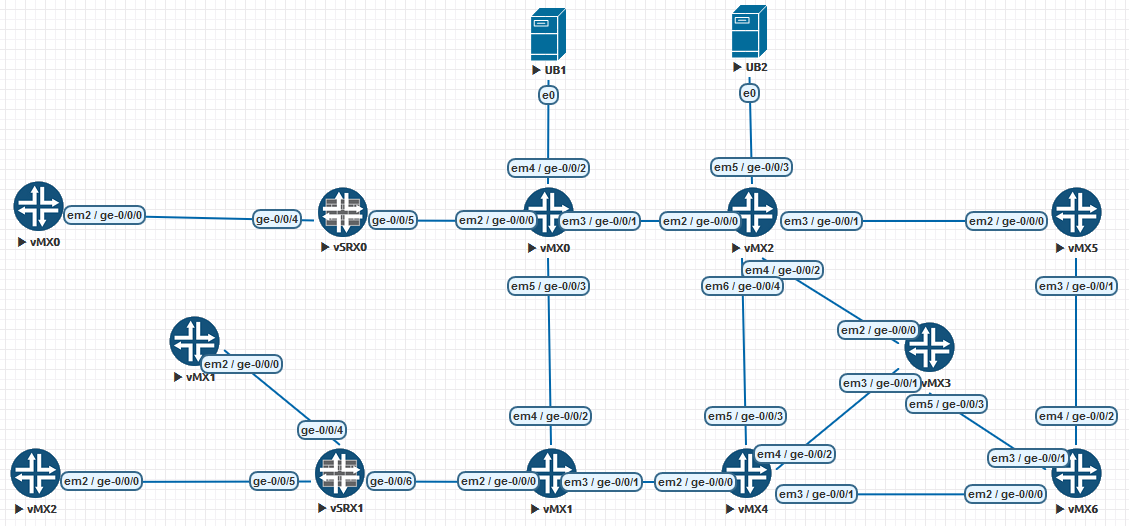 UB1
UB2
e0
e0
em4 / ge-0/0/2
em5 / ge-0/0/3
em2 / ge-0/0/0
ge-0/0/4
ge-0/0/5
em2 / ge-0/0/0
em3 / ge-0/0/1
em2 / ge-0/0/0
em3 / ge-0/0/1
em2 / ge-0/0/0
vMX0
vSRX0
vMX0
vMX2
vMX5
em4 / ge-0/0/2
em5 / ge-0/0/3
em6 / ge-0/0/4
em3 / ge-0/0/1
em2 / ge-0/0/0
em2 / ge-0/0/0
vMX1
em3 / ge-0/0/1
vMX3
em5 / ge-0/0/3
em4 / ge-0/0/2
em5 / ge-0/0/3
em4 / ge-0/0/2
ge-0/0/4
em4 / ge-0/0/2
em3 / ge-0/0/1
em2 / ge-0/0/0
ge-0/0/5
ge-0/0/6
em2 / ge-0/0/0
em3 / ge-0/0/1
em2 / ge-0/0/0
em3 / ge-0/0/1
em2 / ge-0/0/0
vMX2
vSRX1
vMX1
vMX4
vMX6